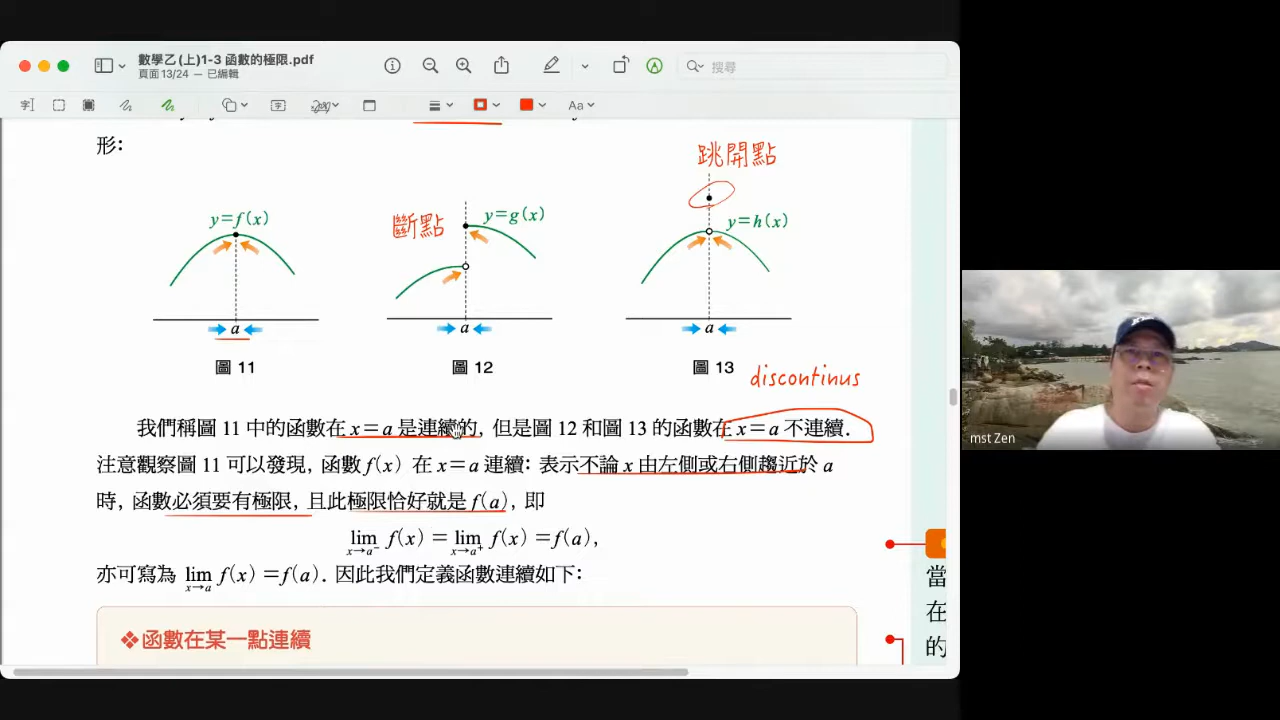 數學乙(上)1-3 函數的極限.pdf
頁面 13/24 — 已編輯
搜尋
Aa
形：
跳開點
y=f(x)
斷點
y=g(x)
y=h(x)
a
a
a
圖 11
圖 12
圖 13
discontinus
我們稱圖 11 中的函數在 x=a 是連續的，但是圖 12 和圖 13 的函數在 x=a 不連續．
注意觀察圖 11 可以發現，函數 f(x) 在 x=a 連續：表示不論 x 由左側或右側趨近於 a
時，函數必須要有極限，且此極限恰好就是 f(a)，即
lim x→a⁻ f(x)=lim x→a⁺ f(x)=f(a)，
亦可寫為 lim x→a f(x)=f(a)．因此我們定義函數連續如下：
❖函數在某一點連續
當
在
的
mst Zen